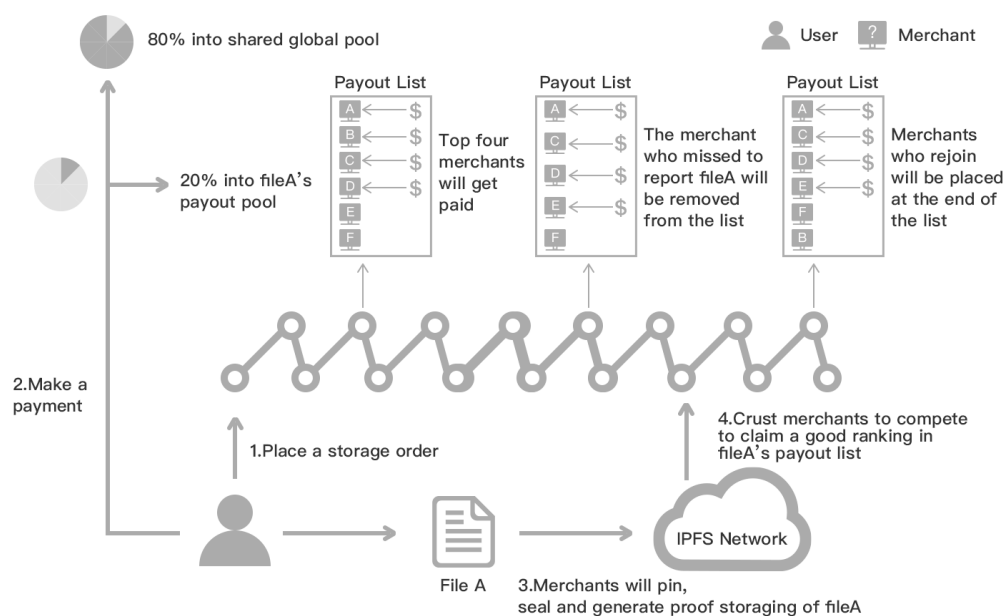 80% into shared global pool
User
? Merchant
Payout List
Payout List
Payout List
A $
B $
C $
D $
E
F
Top four
merchants
will get
paid
A $
C $
D $
E $
F
The merchant
who missed to
report fileA will
be removed
from the list
A $
C $
D $
E $
F
B
Merchants
who rejoin
will be placed
at the end of
the list
20% into fileA's
payout pool
2.Make a
payment
1.Place a storage order
4.Crust merchants to compete
to claim a good ranking in
fileA's payout list
IPFS Network
File A
3.Merchants will pin,
seal and generate proof storaging of fileA